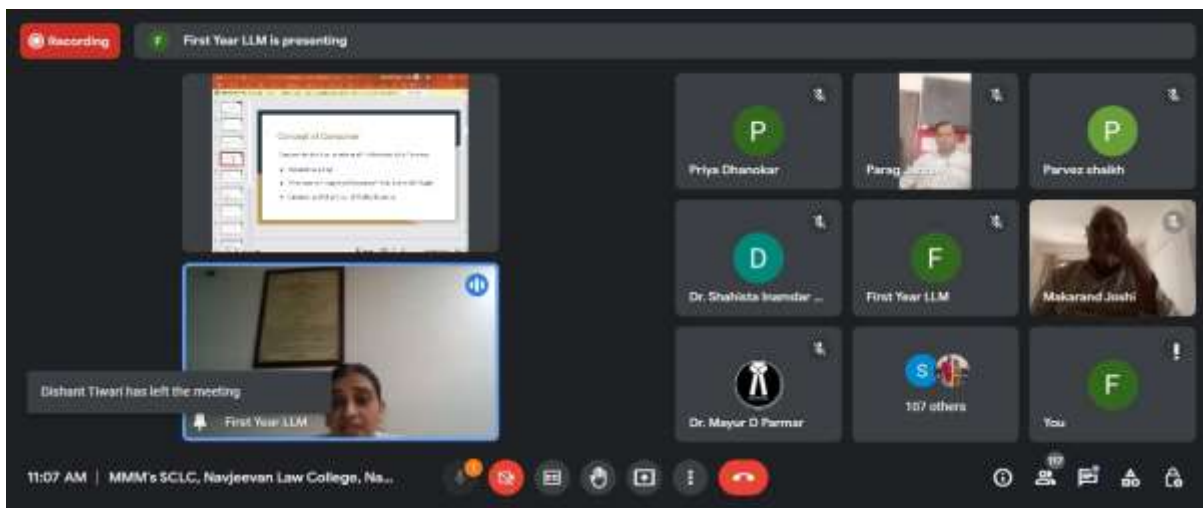 Recording
F First Year LLM is presenting
Concept of Consumer
P
Priya Dhanokar
Parag
P
Parvez shaikh
D
Dr. Shahista Inamdar ...
F
First Year LLM
Makarand Joshi
Dishant Tiwari has left the meeting
First Year LLM
Dr. Mayur D Parmar
S
107 others
F
You
11:07 AM | MMM's SCLC, Navjeevan Law College, Na...
117